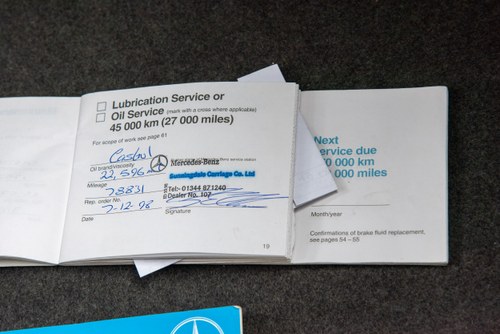 Lubrication Service or
Oil Service (mark with a cross where applicable)
45 000 km (27 000 miles)
For scope of work see page 61
Castrol
Oil brand/viscosity
22,596
Mileage
78831
Rep. order No.
7-12-98
Date
Mercedes-Benz
Sunningdale Carriage Co. Ltd
Tel:- 01344 871240
Dealer No. 102
Signature
19
Next
service due
000 miles
Month/year
Confirmations of brake fluid replacement,
see pages 54 – 55